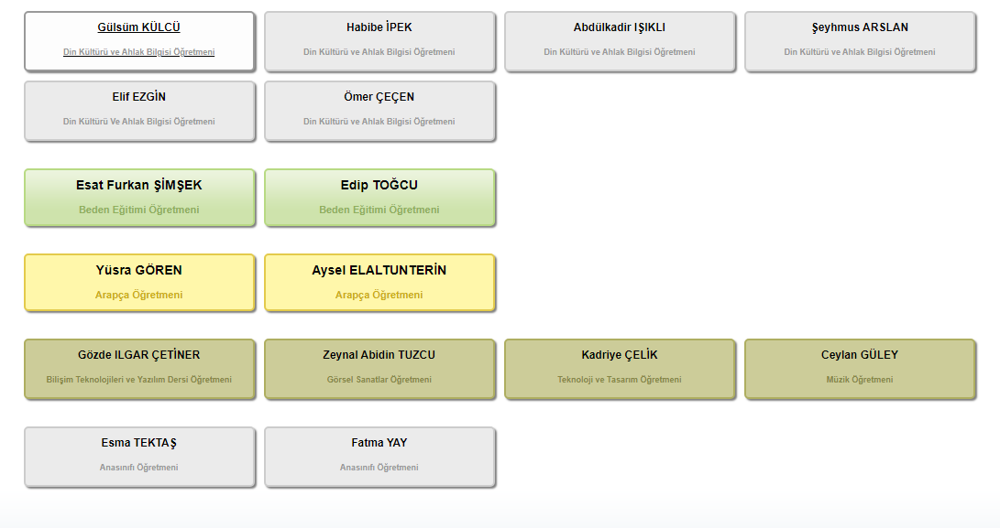 Gülsüm KÜLCÜ
Din Kültürü ve Ahlak Bilgisi Öğretmeni
Habibe İPEK
Din Kültürü ve Ahlak Bilgisi Öğretmeni
Abdülkadir IŞIKLI
Din Kültürü ve Ahlak Bilgisi Öğretmeni
Şeyhmus ARSLAN
Din Kültürü ve Ahlak Bilgisi Öğretmeni
Elif EZGİN
Din Kültürü Ve Ahlak Bilgisi Öğretmeni
Ömer ÇEÇEN
Din Kültürü ve Ahlak Bilgisi Öğretmeni
Esat Furkan ŞİMŞEK
Beden Eğitimi Öğretmeni
Edip TOĞCU
Beden Eğitimi Öğretmeni
Yüsra GÖREN
Arapça Öğretmeni
Aysel ELALTUNTERİN
Arapça Öğretmeni
Gözde ILGAR ÇETİNER
Bilişim Teknolojileri ve Yazılım Dersi Öğretmeni
Zeynal Abidin TUZCU
Görsel Sanatlar Öğretmeni
Kadriye ÇELİK
Teknoloji ve Tasarım Öğretmeni
Ceylan GÜLEY
Müzik Öğretmeni
Esma TEKTAŞ
Anasınıfı Öğretmeni
Fatma YAY
Anasınıfı Öğretmeni